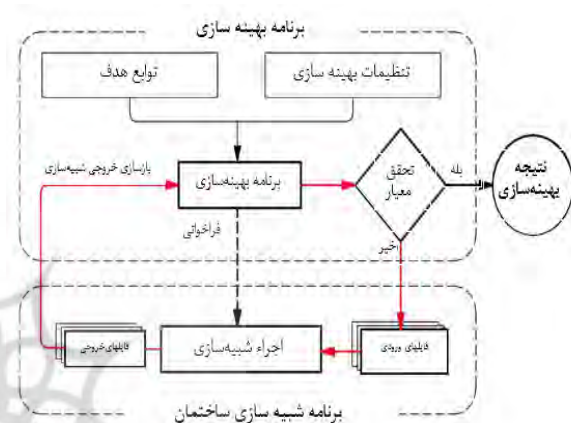 برنامه بهینه سازی
تنظیمات بهینه سازی
توابع هدف
بازسازی خروجی شبیه‌سازی
برنامه بهینه‌سازی
تحقق
معیار
بله
نتیجه
بهینه‌سازی
فراخوانی
خیر
فایلهای ورودی
اجراء شبیه‌سازی
فایلهای خروجی
برنامه شبیه سازی ساختمان